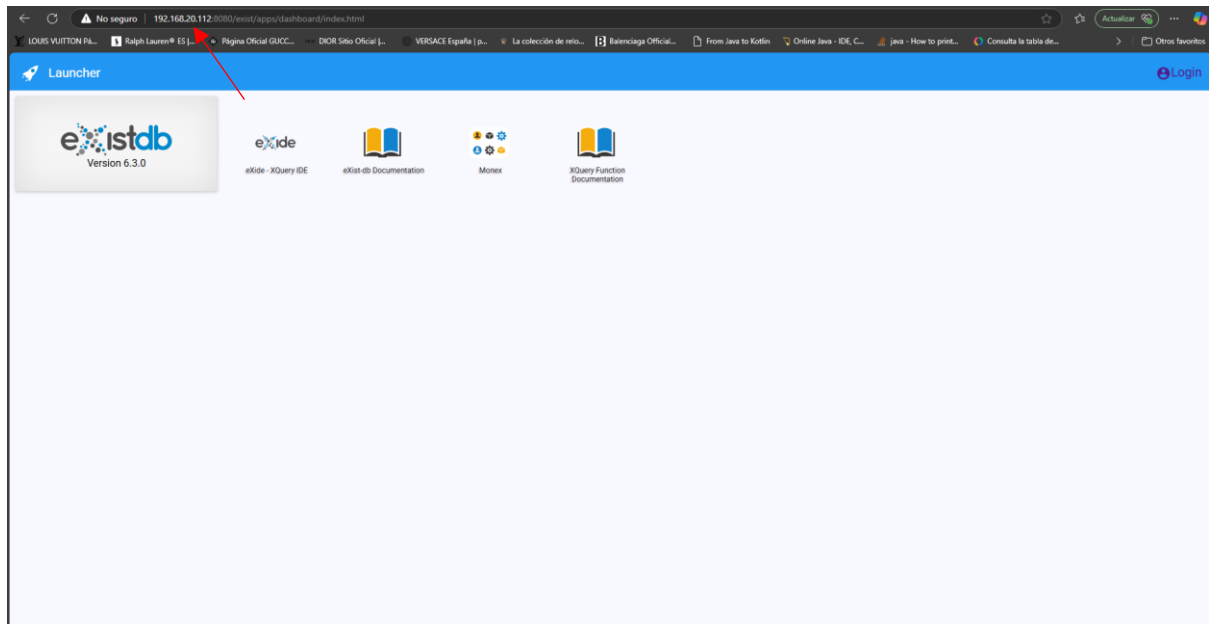 No seguro | 192.168.20.112:8080/exist/apps/dashboard/index.html
Actualizar
LOUIS VUITTON Pá... Ralph Lauren® ES |... Página Oficial GUCC... DIOR Sitio Oficial |... VERSACE España | p... La colección de relo... Balenciaga Official... From Java to Kotlin Online Java - IDE, C... java - How to print... Consulta la tabla de... Otros favoritos
Launcher
Login
eXistdb
Version 6.3.0
eXide
eXide - XQuery IDE
eXist-db Documentation
Monex
XQuery Function
Documentation